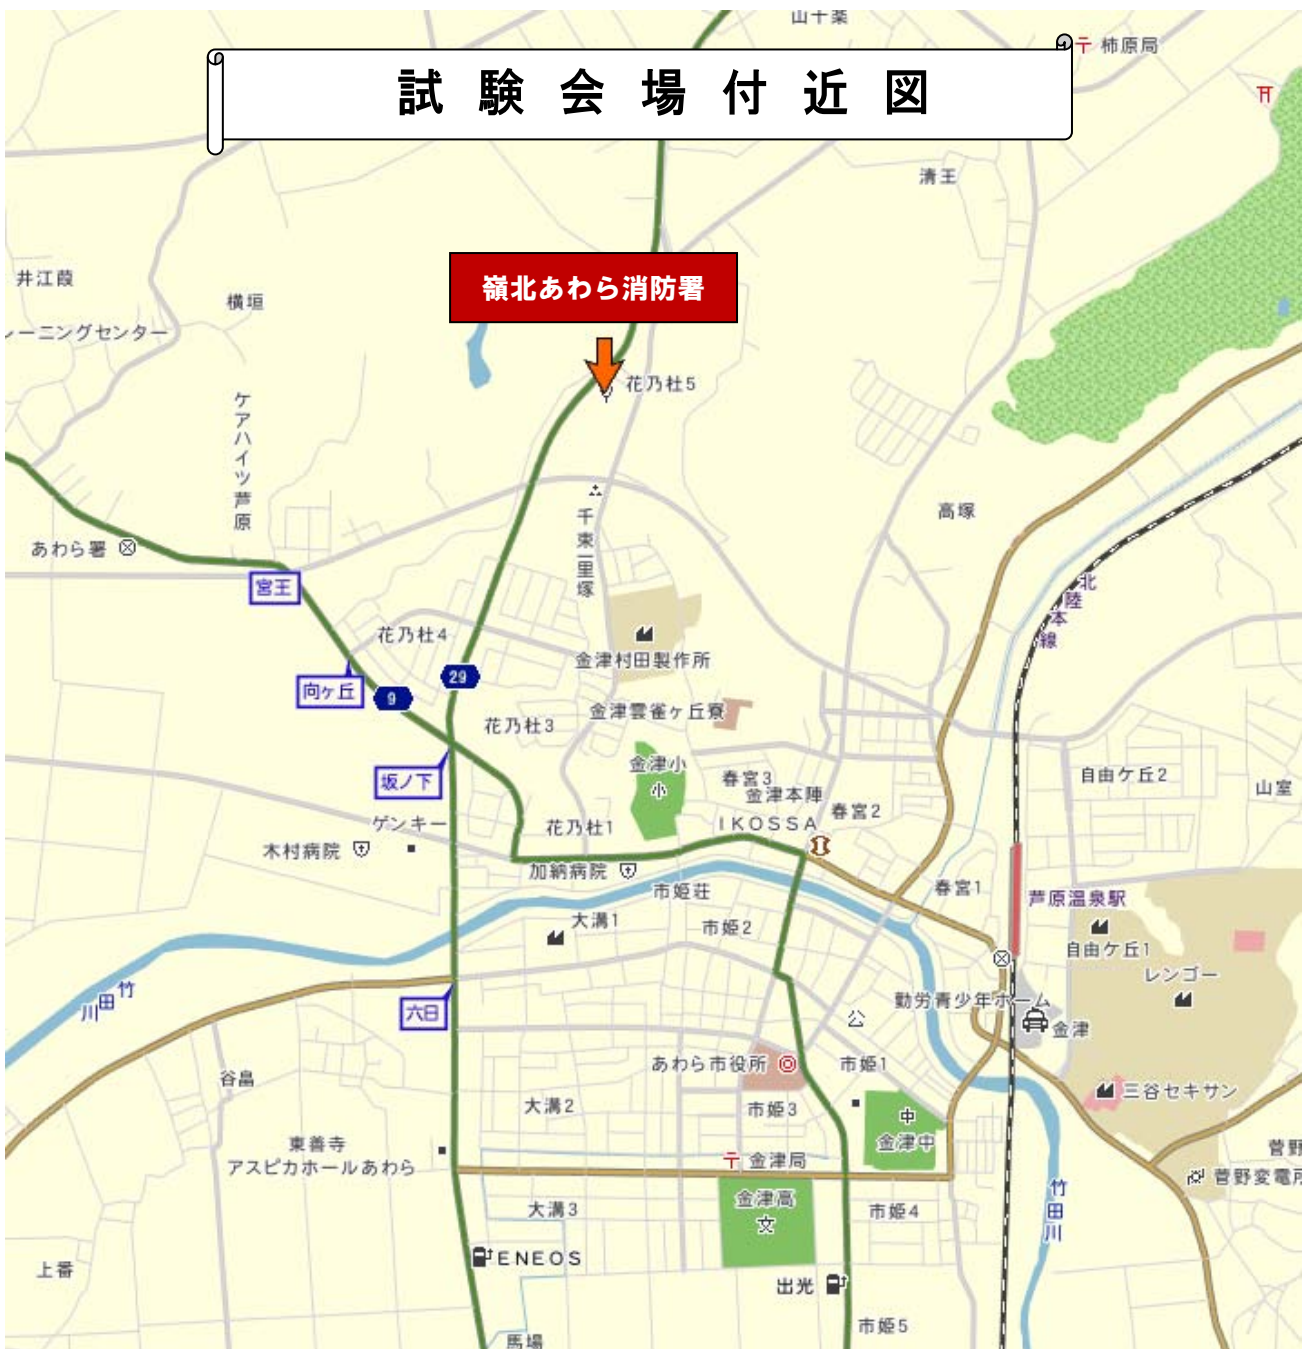 山十楽
〒 柿原局
試験会場付近図
清王
井江葭
横垣
レーニングセンター
嶺北あわら消防署
花乃杜5
ケアハイツ芦原
高塚
千束一里塚
あわら署
宮王
北陸本線
花乃杜4
金津村田製作所
29
向ヶ丘
9
金津雲雀ヶ丘寮
花乃杜3
坂ノ下
金津小
小
春宮3
金津本陣
IKOSSA
自由ケ丘2
山室
春宮2
ゲンキー
花乃杜1
木村病院
加納病院
市姫荘
春宮1
芦原温泉駅
大溝1
市姫2
自由ケ丘1
レンゴー
竹田川
六日
勤労青少年ホーム
公
金津
あわら市役所
市姫1
谷畠
大溝2
市姫3
三谷セキサン
中
金津中
東善寺
アスピカホールあわら
〒 金津局
菅野
菅野変電所
金津高
文
大溝3
市姫4
竹田川
ENEOS
上番
出光
市姫5
馬場